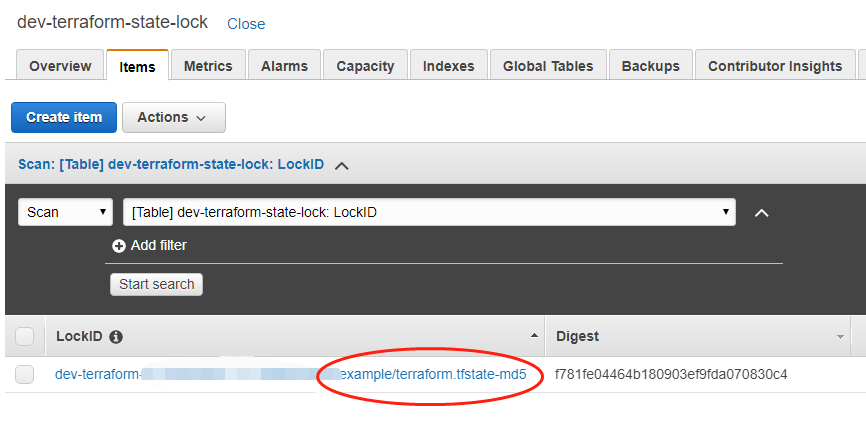 dev-terraform-state-lock Close
Overview Items Metrics Alarms Capacity Indexes Global Tables Backups Contributor Insights
Create item Actions
Scan: [Table] dev-terraform-state-lock: LockID
Scan [Table] dev-terraform-state-lock: LockID
Add filter
Start search
LockID Digest
dev-terraform- example/terraform.tfstate-md5 f781fe04464b180903ef9fda070830c4